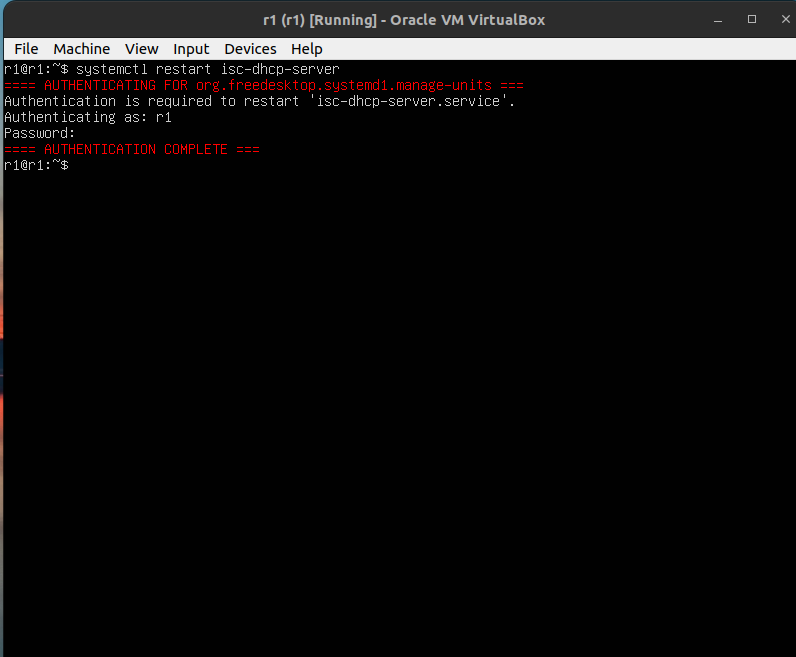 r1 (r1) [Running] - Oracle VM VirtualBox
File Machine View Input Devices Help
r1@r1:~$ systemctl restart isc-dhcp-server
==== AUTHENTICATING FOR org.freedesktop.systemd1.manage-units ===
Authentication is required to restart 'isc-dhcp-server.service'.
Authenticating as: r1
Password:
==== AUTHENTICATION COMPLETE ===
r1@r1:~$